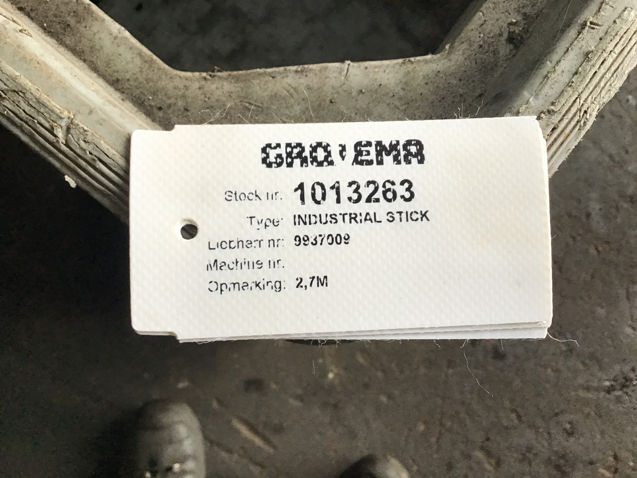 GROVEMA
Stock nr: 1013263
Type: INDUSTRIAL STICK
Liebherr nr: 9937009
Machine nr.
Opmerking: 2,7M